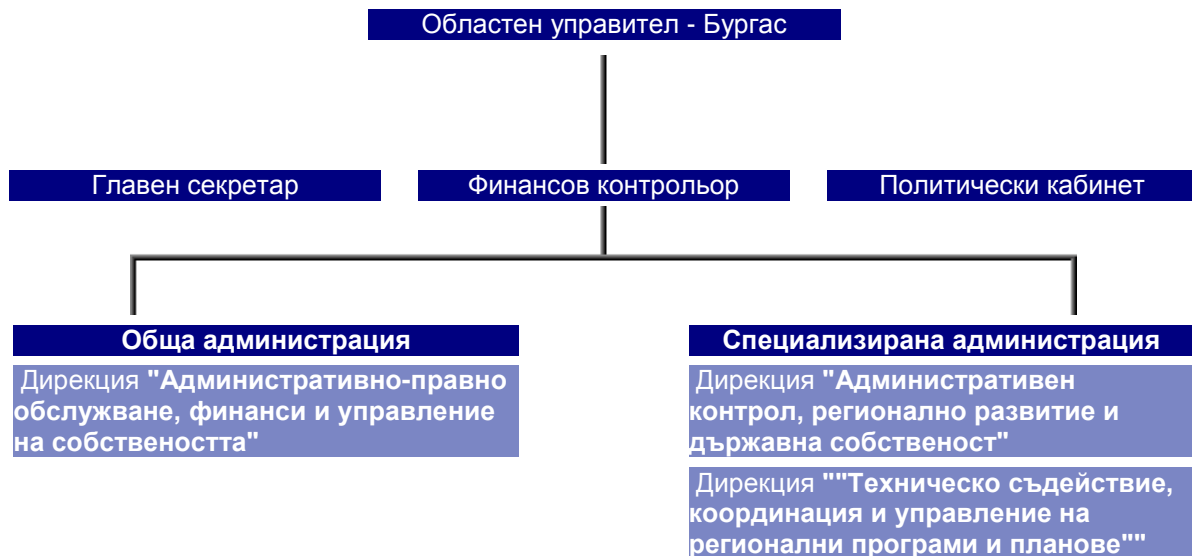 Областен управител - Бургас
Главен секретар
Финансов контрольор
Политически кабинет
Обща администрация
Дирекция "Административно-правно
обслужване, финанси и управление
на собствеността"
Специализирана администрация
Дирекция "Административен
контрол, регионално развитие и
държавна собственост"
Дирекция ""Техническо съдействие,
координация и управление на
регионални програми и планове""